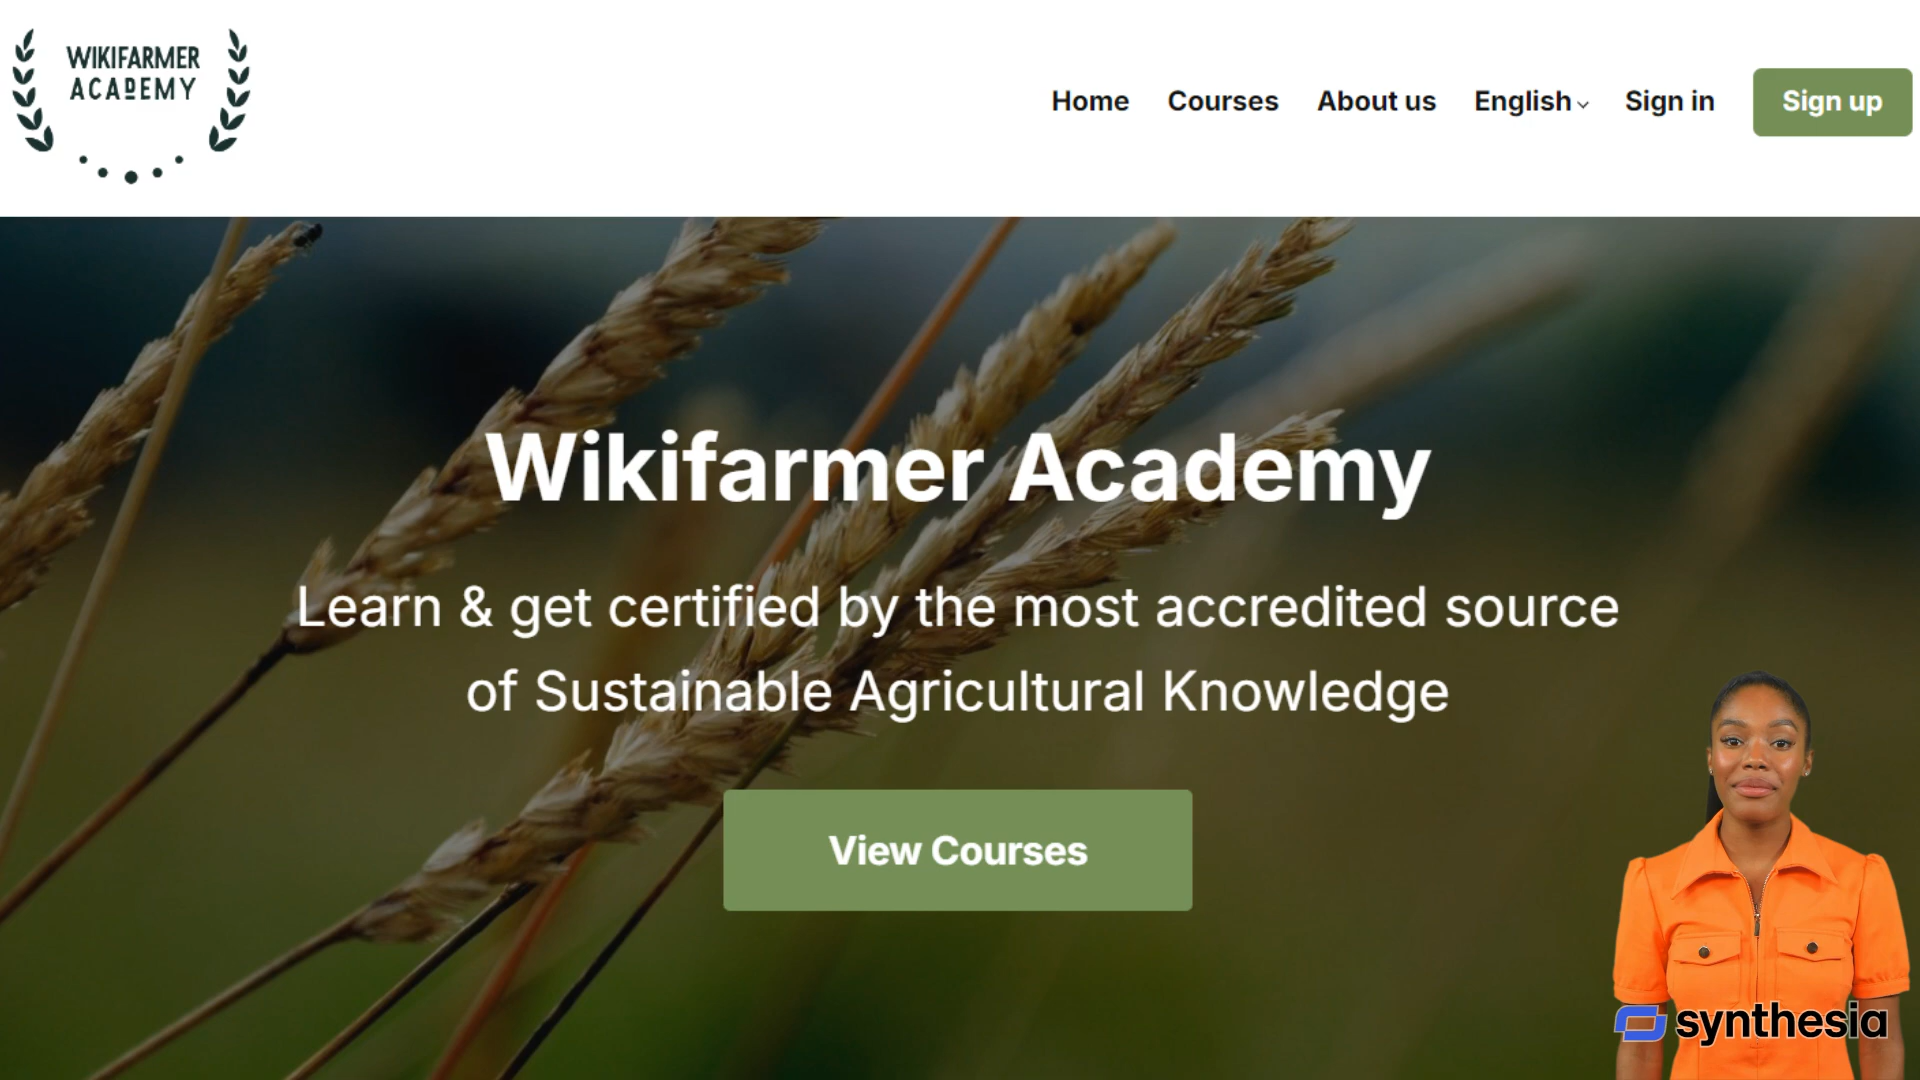 WIKIFARMER
ACADEMY
Home Courses About us English Sign in Sign up
Wikifarmer Academy
Learn & get certified by the most accredited source
of Sustainable Agricultural Knowledge
View Courses
synthesia